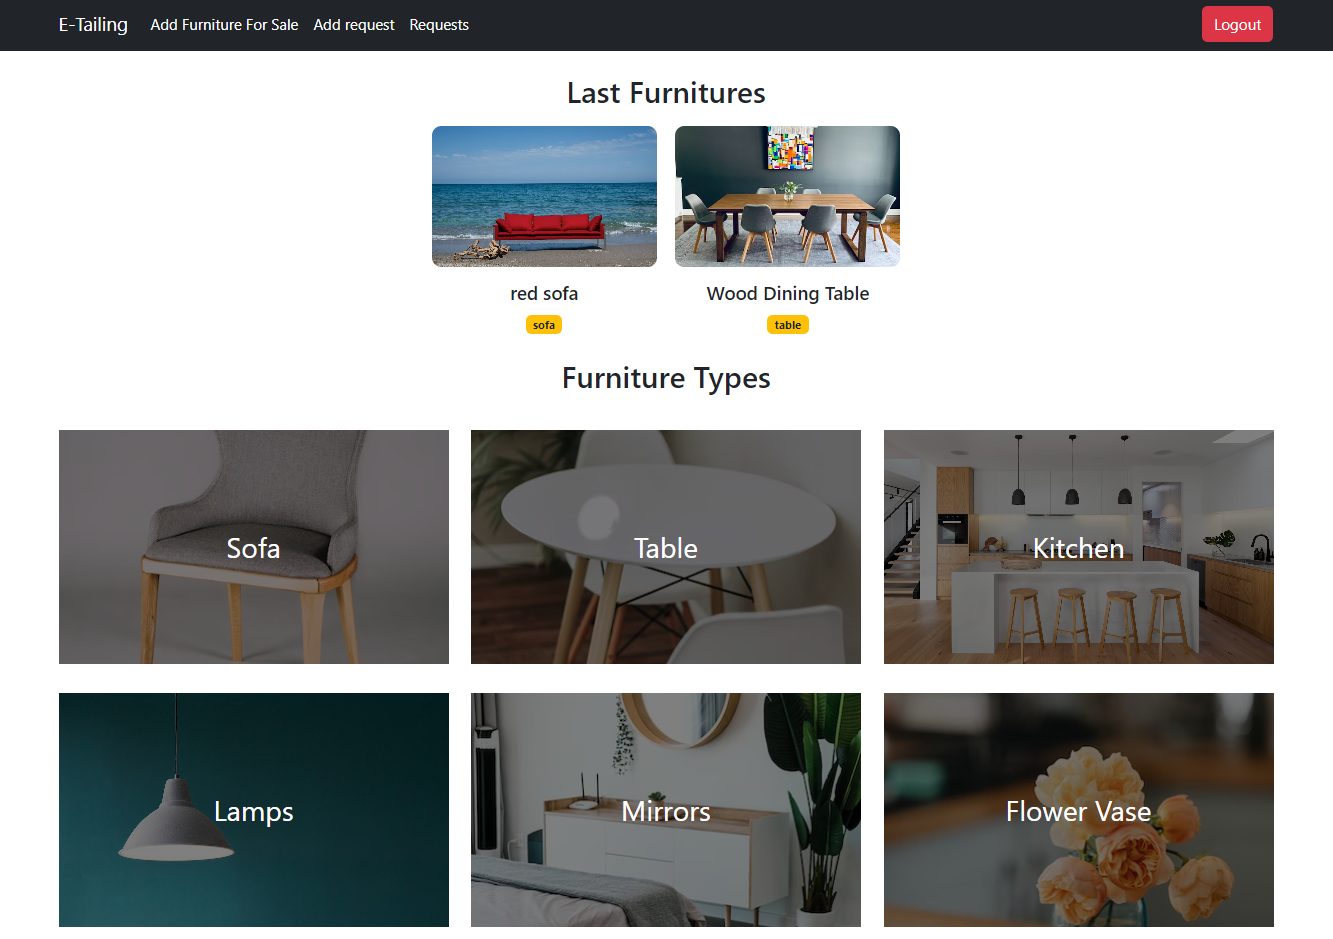 E-Tailing Add Furniture For Sale Add request Requests Logout
Last Furnitures
red sofa Wood Dining Table
sofa table
Furniture Types
Sofa Table Kitchen
Lamps Mirrors Flower Vase